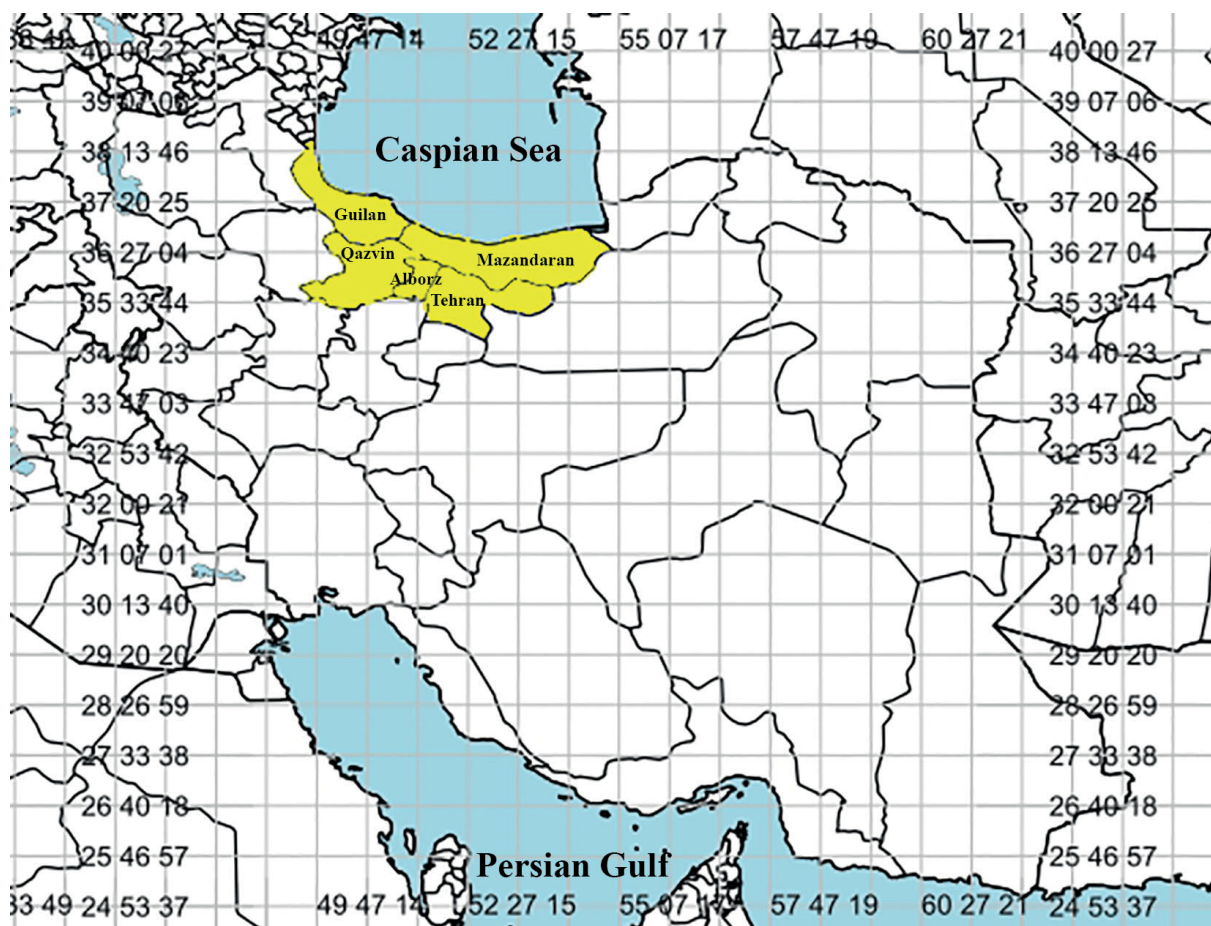 49 47 14 52 27 15 55 07 17 57 47 19 60 27 21
40 00 27 40 00 27
39 07 06 39 07 06
Caspian Sea
38 13 46 38 13 46
37 20 25 37 20 25
Guilan
36 27 04 36 27 04
Qazvin
Mazandaran
Alborz
Tehran
35 33 44 35 33 44
34 40 23 34 40 23
33 47 03 33 47 03
32 53 42 32 53 42
32 00 21 32 00 21
31 07 01 31 07 01
30 13 40 30 13 40
29 20 20 29 20 20
28 26 59 28 26 59
27 33 38 27 33 38
26 40 18 26 40 18
25 46 57 25 46 57
Persian Gulf
49 24 53 37 49 47 14 52 27 15 55 07 17 57 47 19 60 27 21 24 53 37